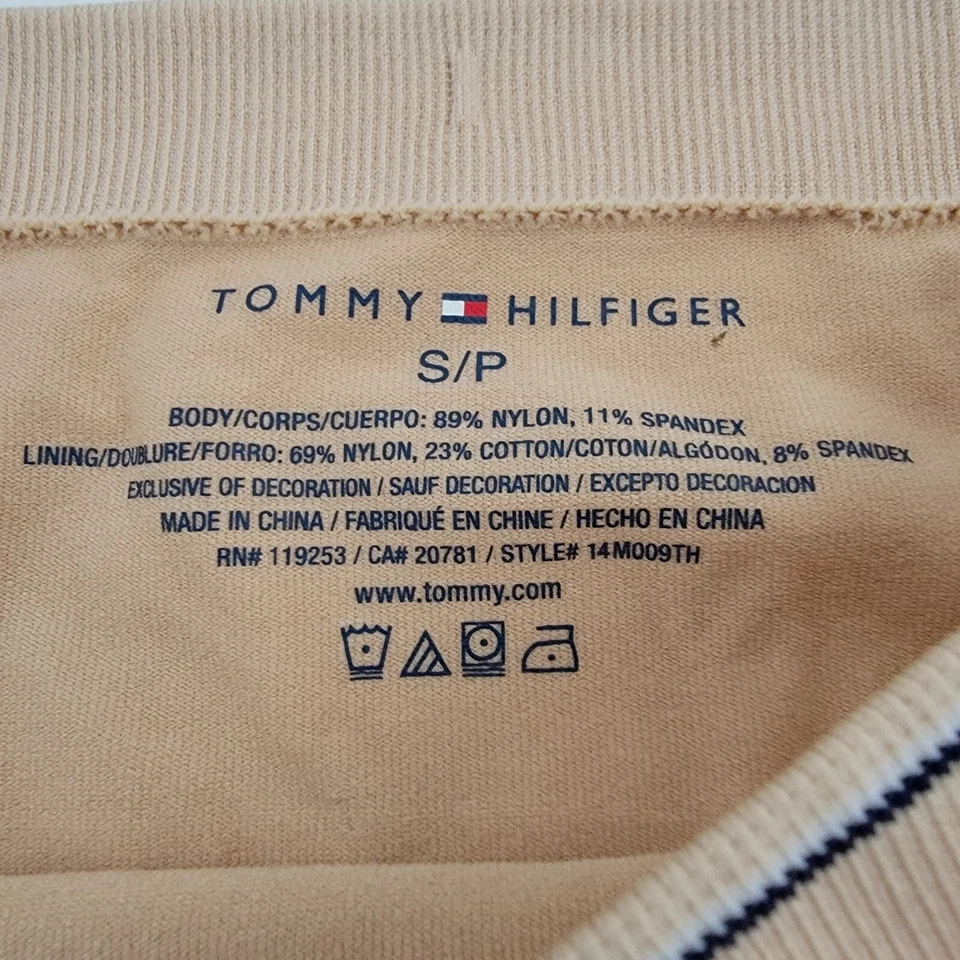 TOMMY HILFIGER
S/P
BODY/CORPS/CUERPO: 89% NYLON, 11% SPANDEX
LINING/DOUBLURE/FORRO: 69% NYLON, 23% COTTON/COTON/ALGÓDON, 8% SPANDEX
EXCLUSIVE OF DECORATION / SAUF DECORATION / EXCEPTO DECORACION
MADE IN CHINA / FABRIQUÉ EN CHINE / HECHO EN CHINA
RN# 119253 / CA# 20781 / STYLE# 14M009TH
www.tommy.com